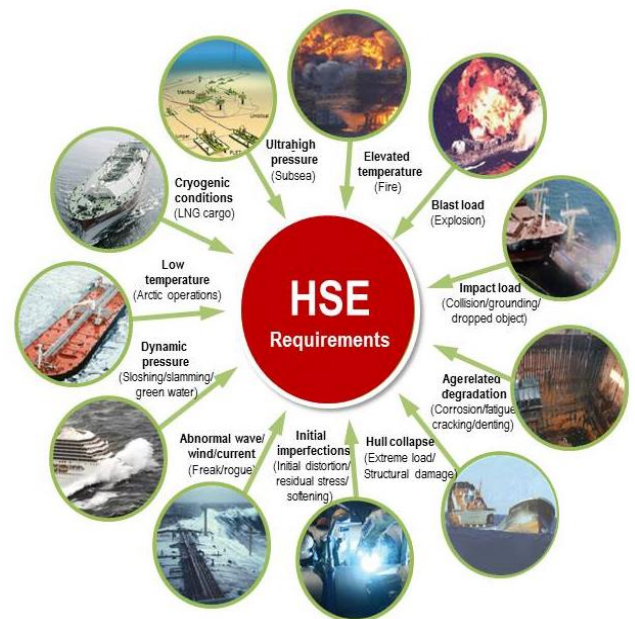 HSE
Requirements
Ultrahigh
pressure
(Subsea)
Elevated
temperature
(Fire)
Blast load
(Explosion)
Impact load
(Collision/grounding/
dropped object)
Agerelated
degradation
(Corrosion/fatigue
cracking/denting)
Hull collapse
(Extreme load/
Structural damage)
Initial
imperfections
(Initial distortion/
residual stress/
softening)
Abnormal wave/
wind/current
(Freak/rogue)
Dynamic
pressure
(Sloshing/slamming/
green water)
Low
temperature
(Arctic operations)
Cryogenic
conditions
(LNG cargo)
Manifold
Umbilical